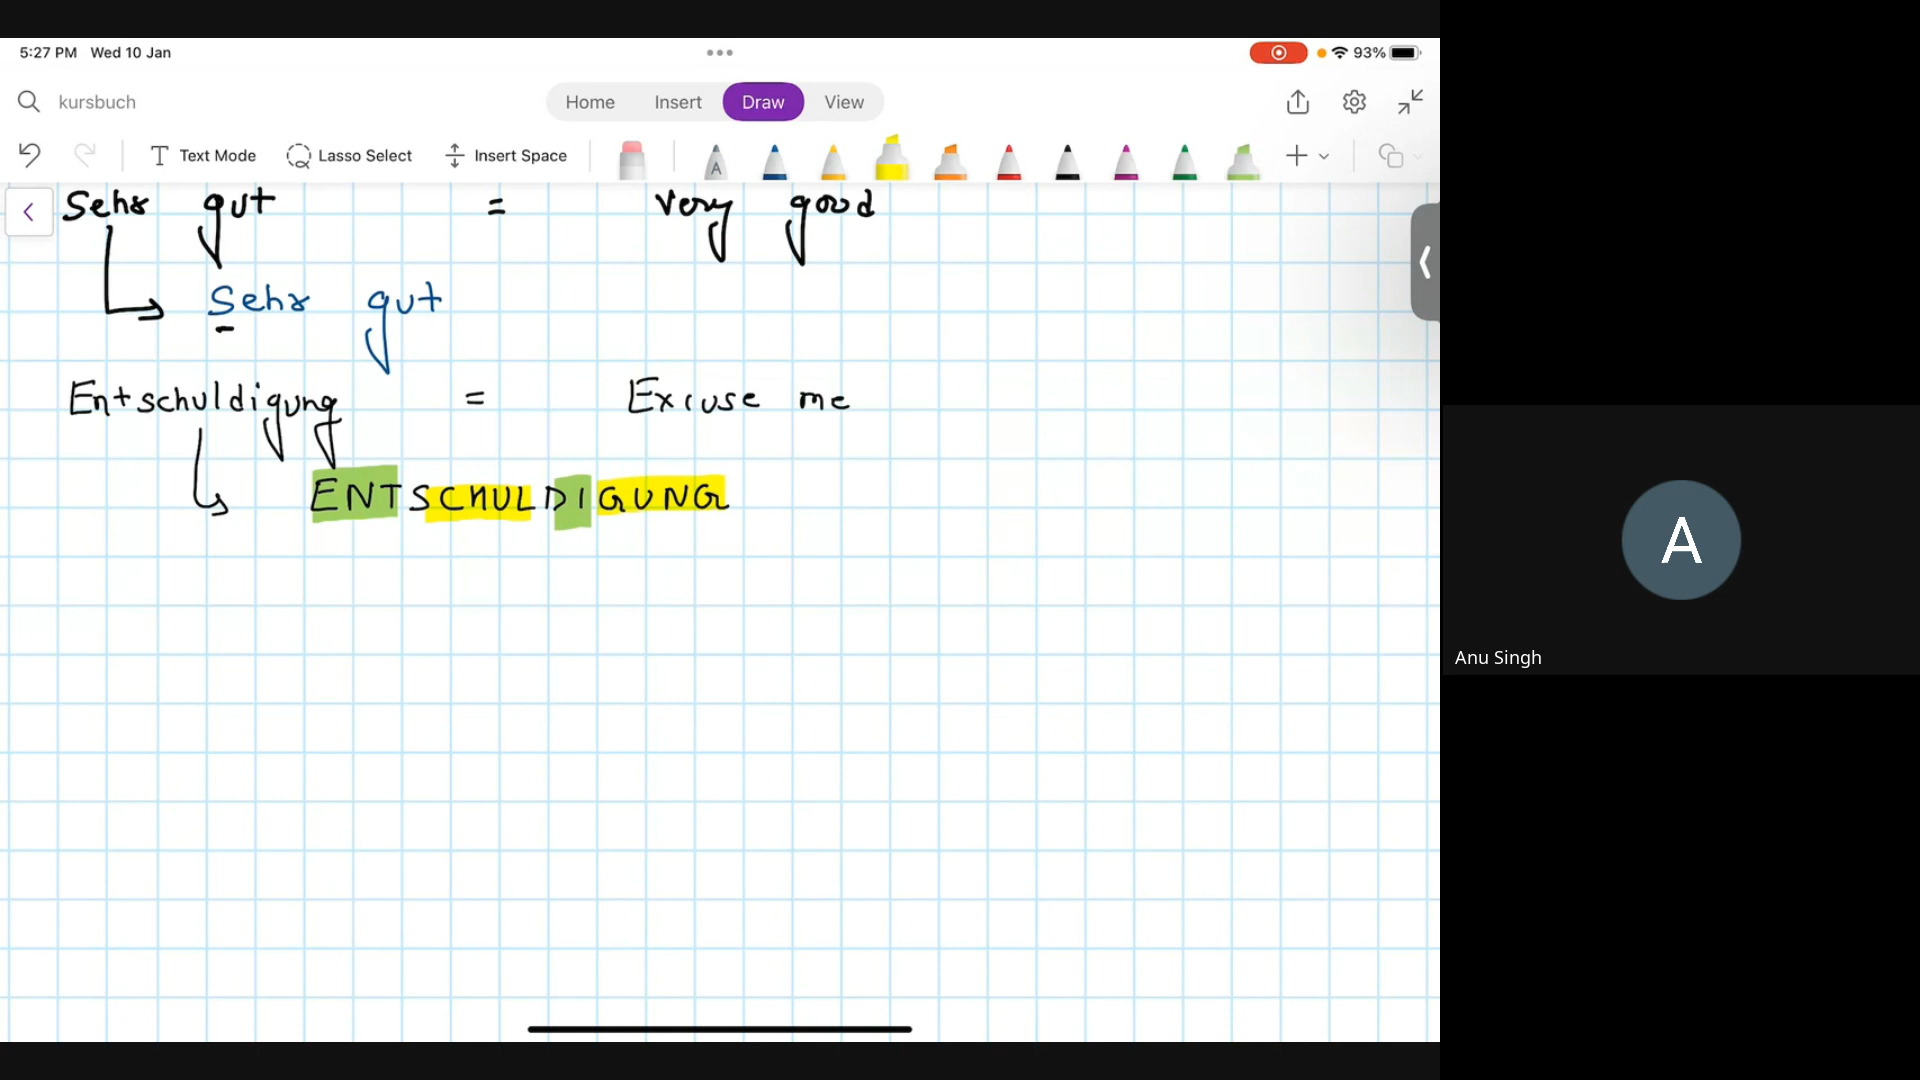 5:27 PM Wed 10 Jan 93%
kursbuch Home Insert Draw View
Text Mode Lasso Select Insert Space A
Sehr gut = very good
Sehr gut
Entschuldigung = Excuse me
ENTSCHULDIGUNG
A
Anu Singh